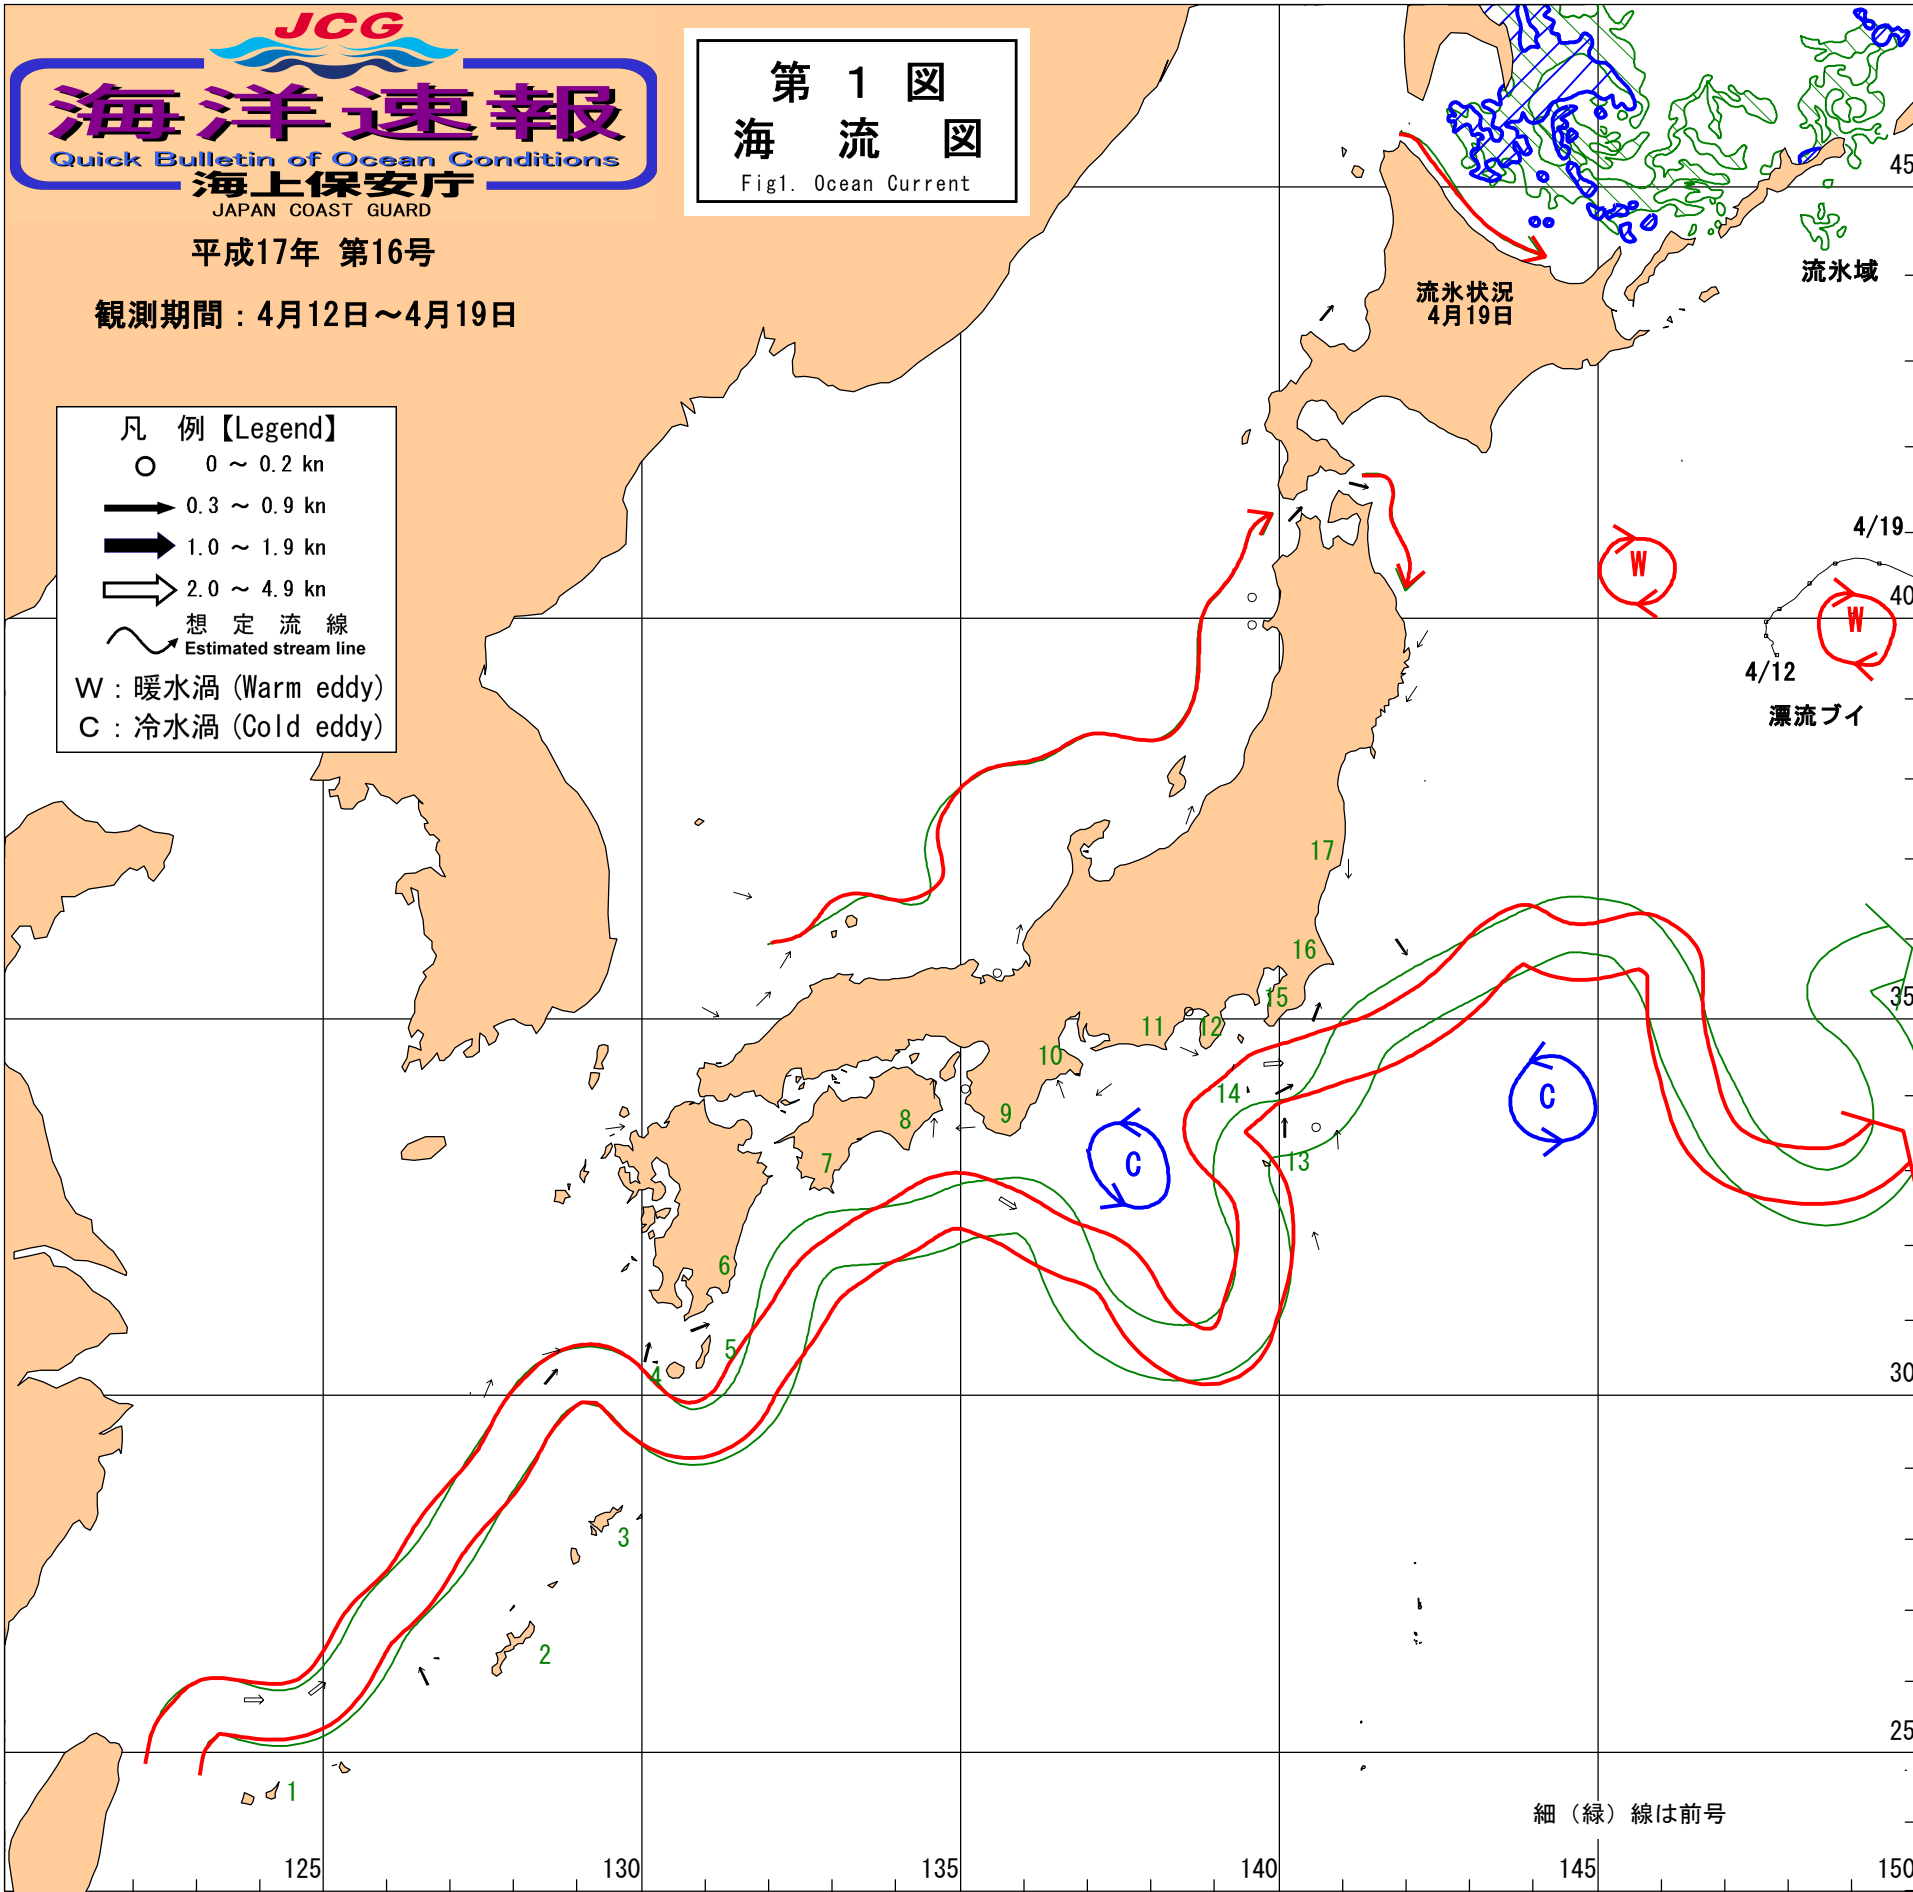 JCG
海洋速報
Quick Bulletin of Ocean Conditions
海上保安庁
JAPAN COAST GUARD
平成17年 第16号
観測期間：4月12日～4月19日
第 1 図
海 流 図
Fig1. Ocean Current
凡 例【Legend】
0 ～ 0.2 kn
0.3 ～ 0.9 kn
1.0 ～ 1.9 kn
2.0 ～ 4.9 kn
想 定 流 線
Estimated stream line
W：暖水渦(Warm eddy)
C：冷水渦(Cold eddy)
45
流氷域
流氷状況
4月19日
4/19
W
40
W
4/12
漂流ブイ
17
16
15
35
11
12
10
14
C
8
9
7
C
13
6
5
4
30
3
2
25
1
細（緑）線は前号
125
130
135
140
145
150